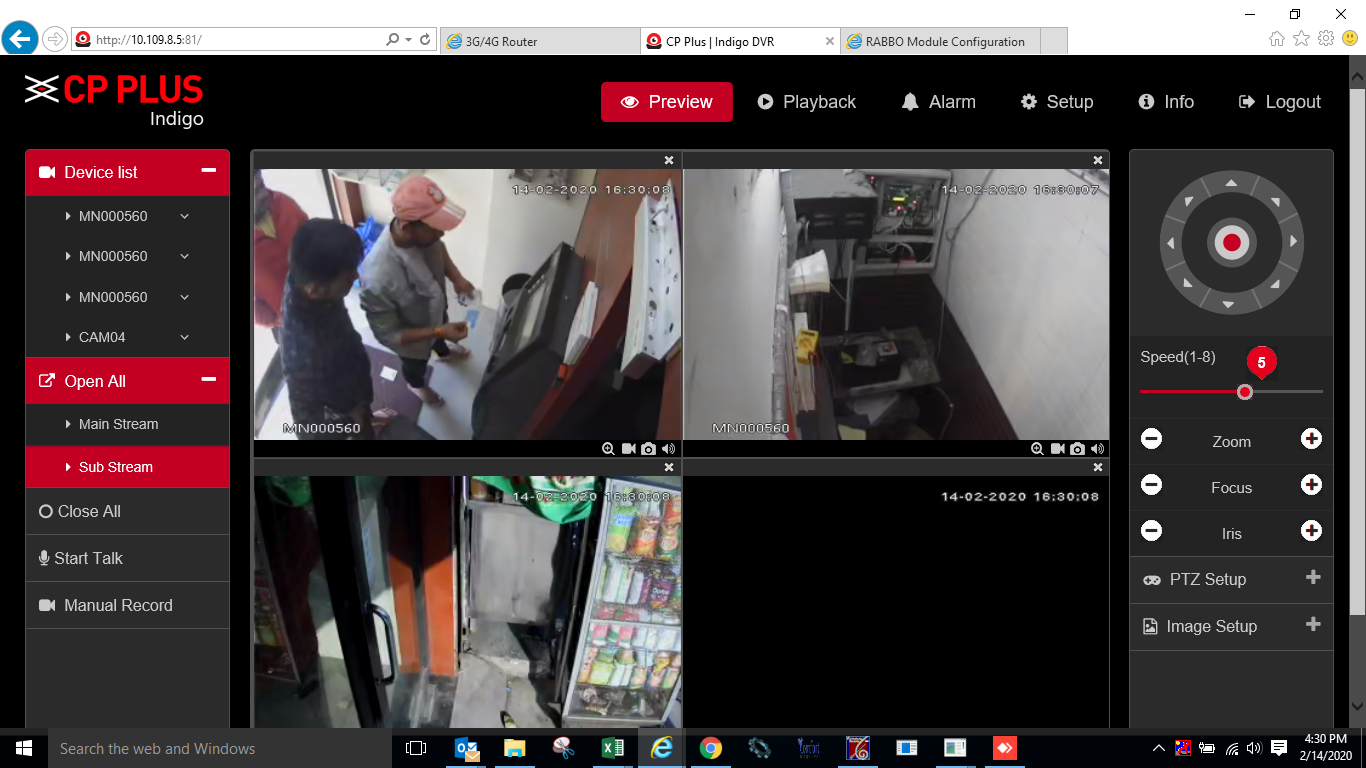 http://10.109.8.5:81/
3G/4G Router
CP Plus | Indigo DVR
RABBO Module Configuration
CP PLUS
Indigo
Preview
Playback
Alarm
Setup
Info
Logout
Device list
MN000560
MN000560
MN000560
CAM04
Open All
Main Stream
Sub Stream
Close All
Start Talk
Manual Record
14-02-2020 16:30:08
MN000560
14-02-2020 16:30:07
MN000560
14-02-2020 16:30:08
14-02-2020 16:30:08
Speed(1-8)
5
Zoom
Focus
Iris
PTZ Setup
Image Setup
Search the web and Windows
4:30 PM
2/14/2020